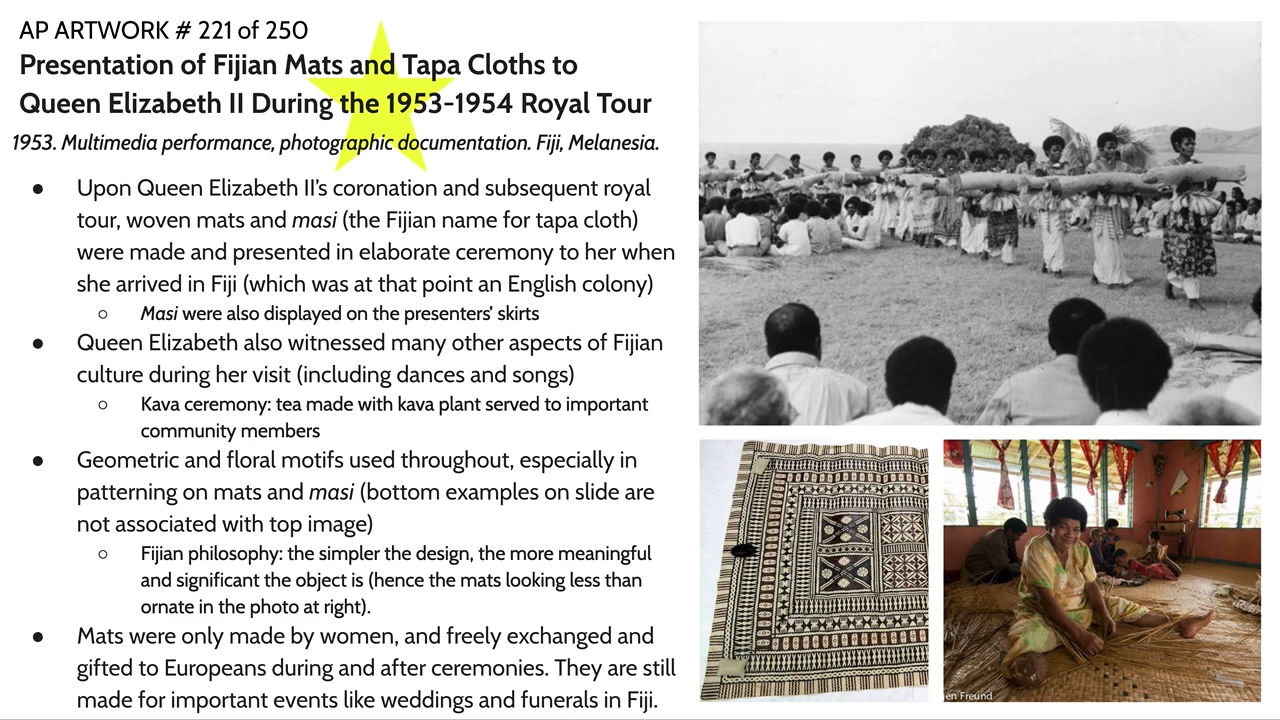 AP ARTWORK # 221 of 250
Presentation of Fijian Mats and Tapa Cloths to
Queen Elizabeth II During the 1953-1954 Royal Tour
1953. Multimedia performance, photographic documentation. Fiji, Melanesia.
● Upon Queen Elizabeth II’s coronation and subsequent royal
tour, woven mats and masi (the Fijian name for tapa cloth)
were made and presented in elaborate ceremony to her when
she arrived in Fiji (which was at that point an English colony)
○ Masi were also displayed on the presenters’ skirts
● Queen Elizabeth also witnessed many other aspects of Fijian
culture during her visit (including dances and songs)
○ Kava ceremony: tea made with kava plant served to important
community members
● Geometric and floral motifs used throughout, especially in
patterning on mats and masi (bottom examples on slide are
not associated with top image)
○ Fijian philosophy: the simpler the design, the more meaningful
and significant the object is (hence the mats looking less than
ornate in the photo at right).
● Mats were only made by women, and freely exchanged and
gifted to Europeans during and after ceremonies. They are still
made for important events like weddings and funerals in Fiji.
Freund